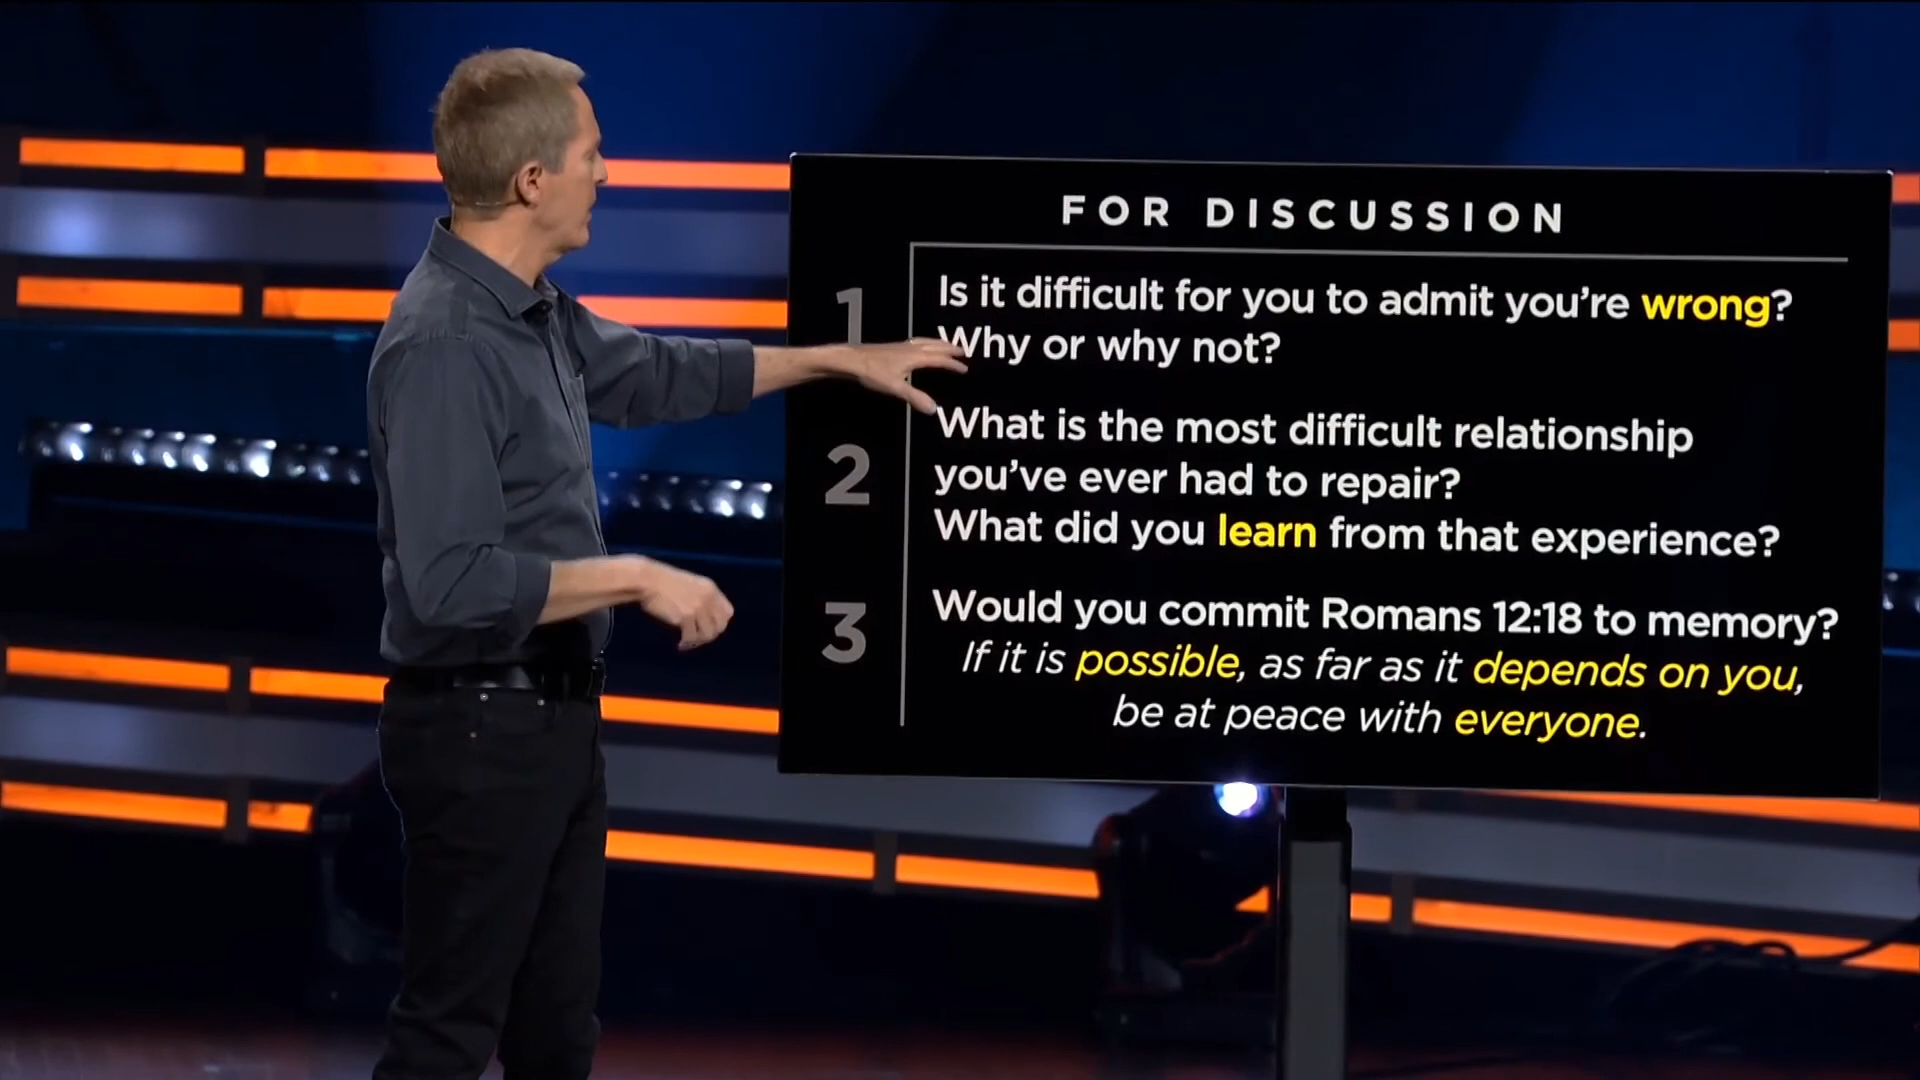 FOR DISCUSSION
1
Is it difficult for you to admit you're wrong?
Why or why not?
2
What is the most difficult relationship
you've ever had to repair?
What did you learn from that experience?
3
Would you commit Romans 12:18 to memory?
If it is possible, as far as it depends on you,
be at peace with everyone.